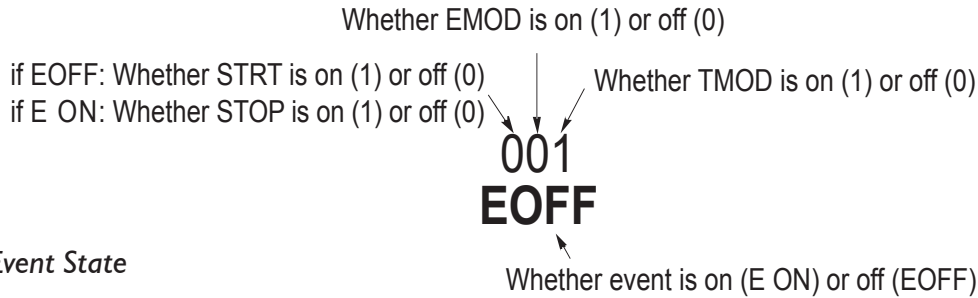 Whether EMOD is on (1) or off (0)
if EOFF: Whether STRT is on (1) or off (0)
Whether TMOD is on (1) or off (0)
if E ON: Whether STOP is on (1) or off (0)
001
EOFF
Event State
Whether event is on (E ON) or off (EOFF)